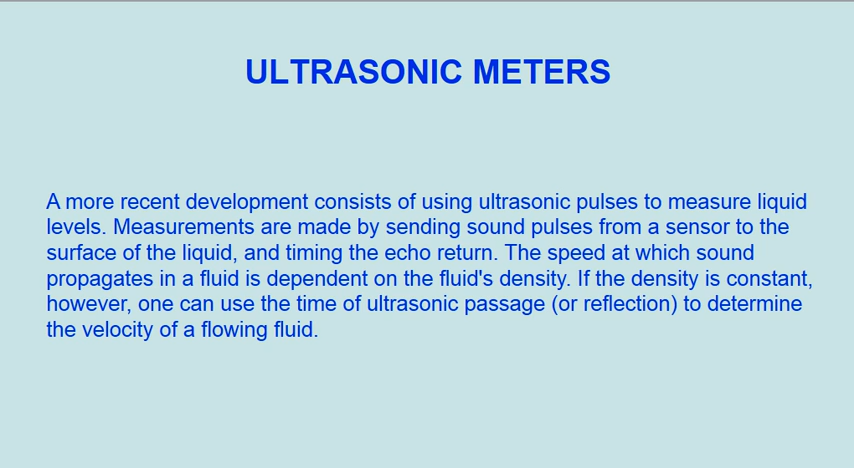 ULTRASONIC METERS
A more recent development consists of using ultrasonic pulses to measure liquid
levels. Measurements are made by sending sound pulses from a sensor to the
surface of the liquid, and timing the echo return. The speed at which sound
propagates in a fluid is dependent on the fluid's density. If the density is constant,
however, one can use the time of ultrasonic passage (or reflection) to determine
the velocity of a flowing fluid.